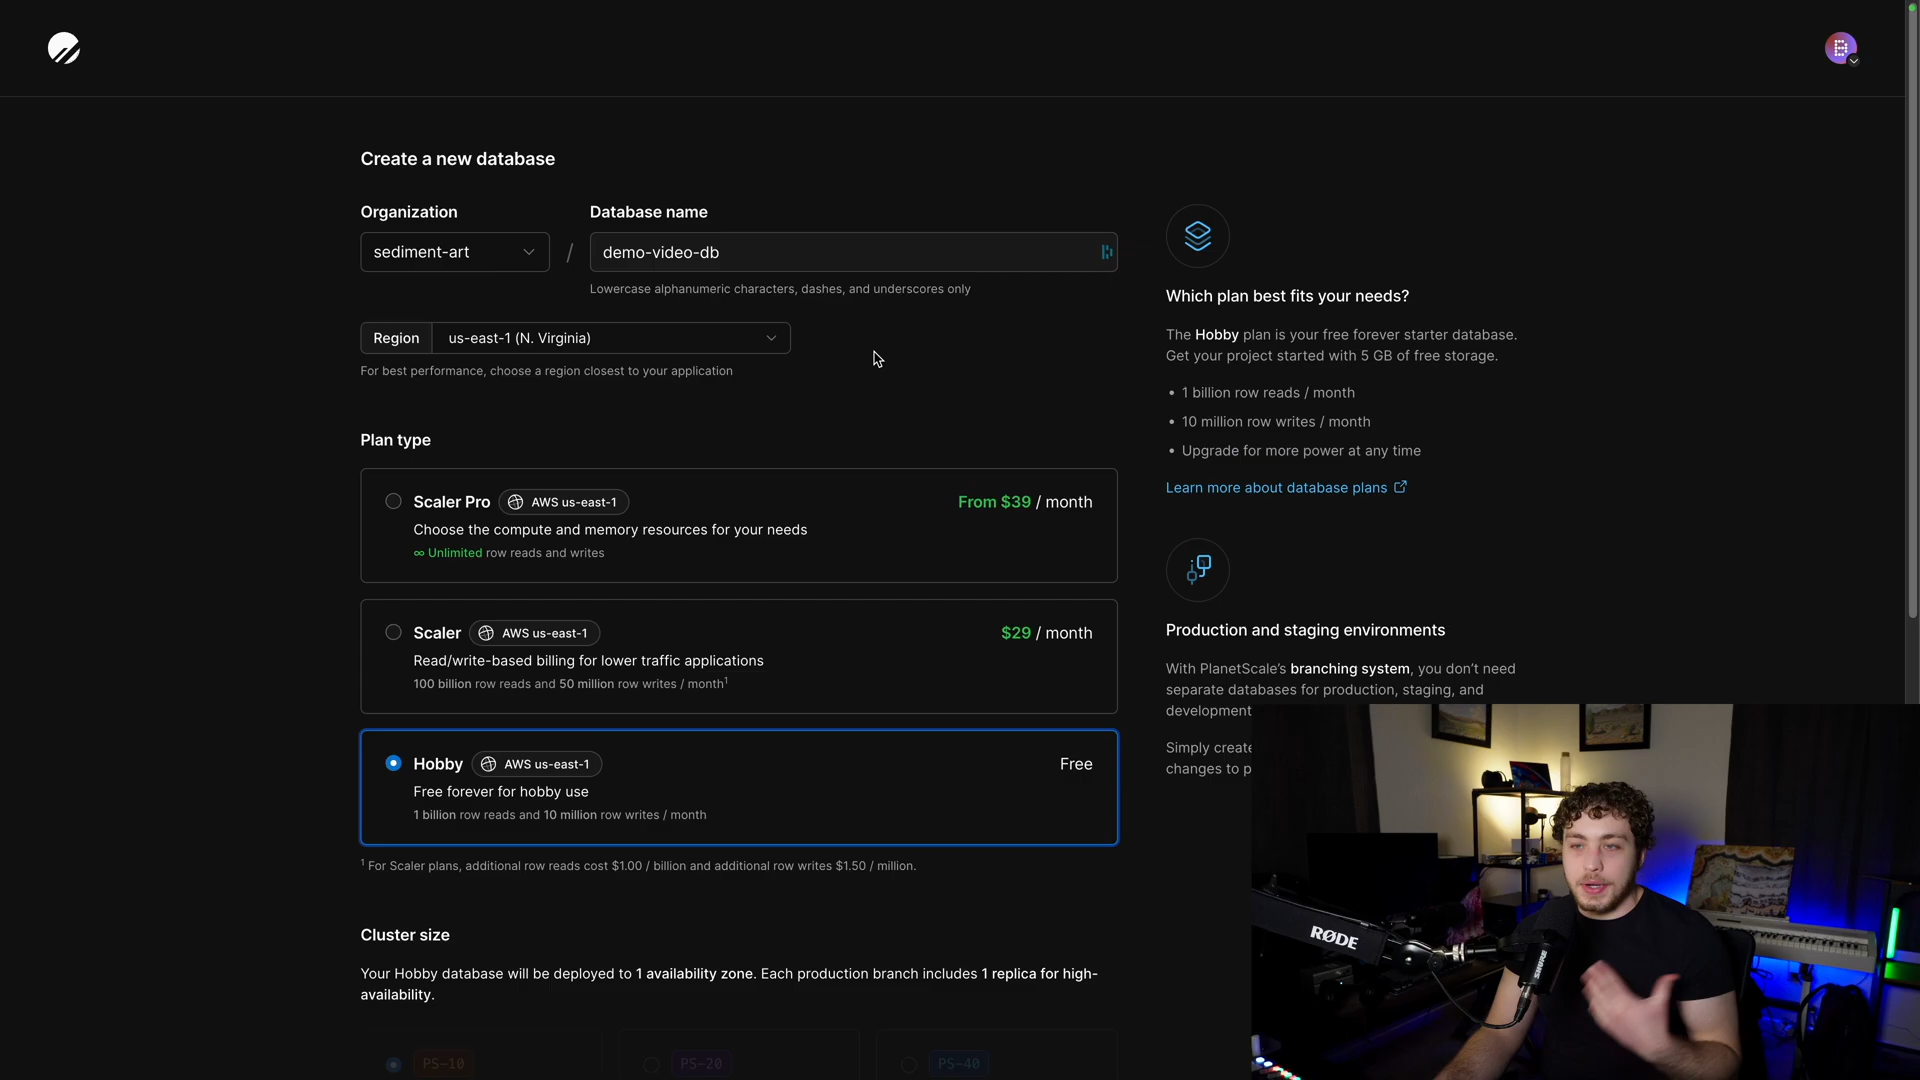 Create a new database
Organization
Database name
sediment-art
/
demo-video-db
Lowercase alphanumeric characters, dashes, and underscores only
Region
us-east-1 (N. Virginia)
For best performance, choose a region closest to your application
Plan type
Scaler Pro
AWS us-east-1
From $39 / month
Choose the compute and memory resources for your needs
∞ Unlimited row reads and writes
Scaler
AWS us-east-1
$29 / month
Read/write-based billing for lower traffic applications
100 billion row reads and 50 million row writes / month¹
Hobby
AWS us-east-1
Free
Free forever for hobby use
1 billion row reads and 10 million row writes / month
¹ For Scaler plans, additional row reads cost $1.00 / billion and additional row writes $1.50 / million.
Cluster size
Your Hobby database will be deployed to 1 availability zone. Each production branch includes 1 replica for high-
availability.
PS-10
PS-20
PS-40
B
Which plan best fits your needs?
The Hobby plan is your free forever starter database.
Get your project started with 5 GB of free storage.
• 1 billion row reads / month
• 10 million row writes / month
• Upgrade for more power at any time
Learn more about database plans
Production and staging environments
With PlanetScale’s branching system, you don’t need
separate databases for production, staging, and
development
Simply create
changes to p
RØDE
SHURE